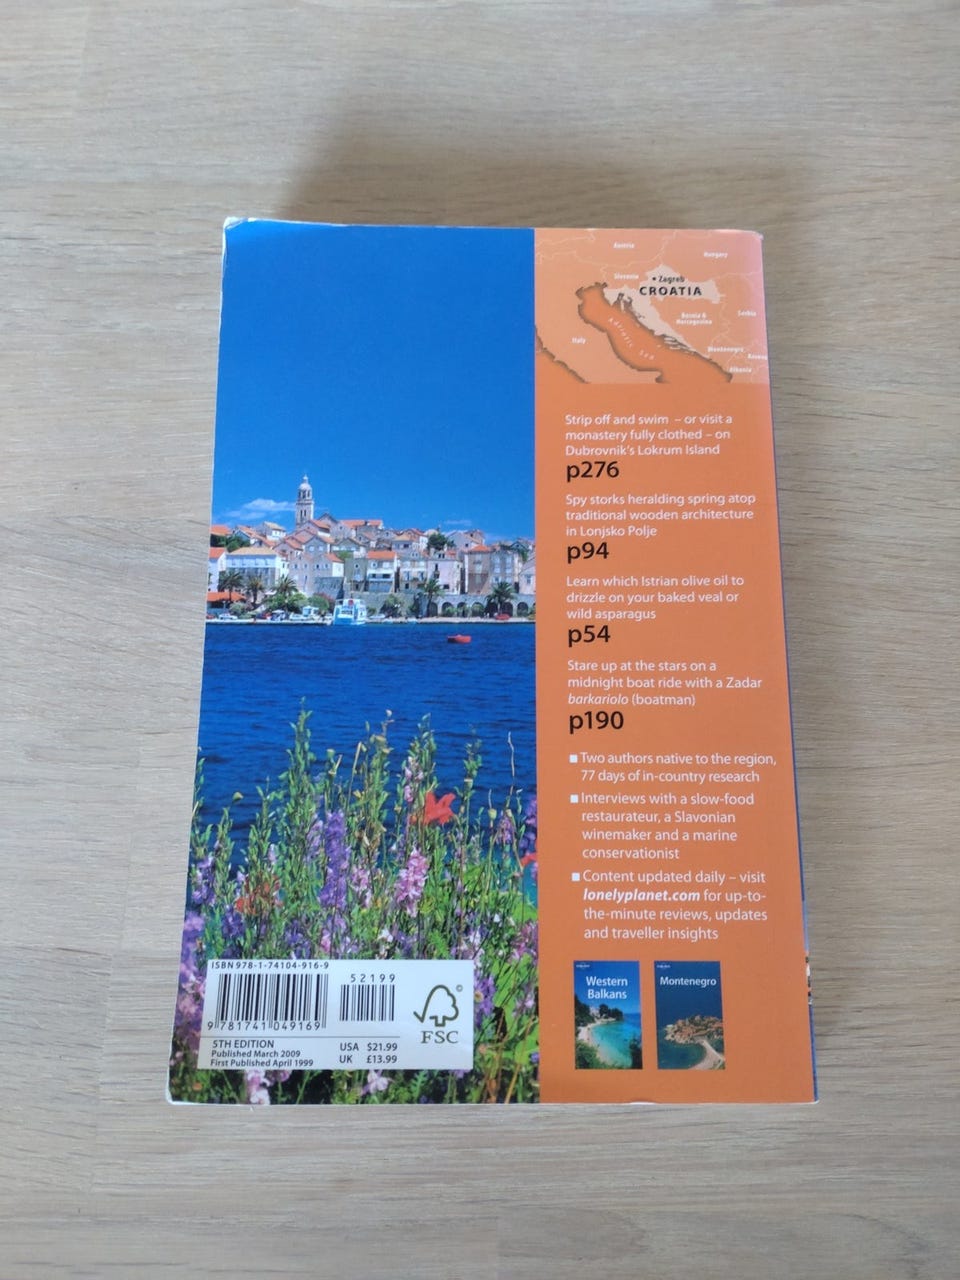 Austria
Hungary
Slovenia
Zagreb
CROATIA
Bosnia &
Herzegovina
Serbia
Adriatic Sea
Italy
Montenegro
Kosovo
Albania
Strip off and swim – or visit a
monastery fully clothed – on
Dubrovnik's Lokrum Island
p276
Spy storks heralding spring atop
traditional wooden architecture
in Lonjsko Polje
p94
Learn which Istrian olive oil to
drizzle on your baked veal or
wild asparagus
p54
Stare up at the stars on a
midnight boat ride with a Zadar
barkariolo (boatman)
p190
■ Two authors native to the region,
77 days of in-country research
■ Interviews with a slow-food
restaurateur, a Slavonian
winemaker and a marine
conservationist
■ Content updated daily – visit
lonelyplanet.com for up-to-
the-minute reviews, updates
and traveller insights
Western
Balkans
Montenegro
ISBN 978-1-74104-916-9
52199
9 781741 049169
5TH EDITION
Published March 2009
First Published April 1999
USA $21.99
UK £13.99
FSC
©